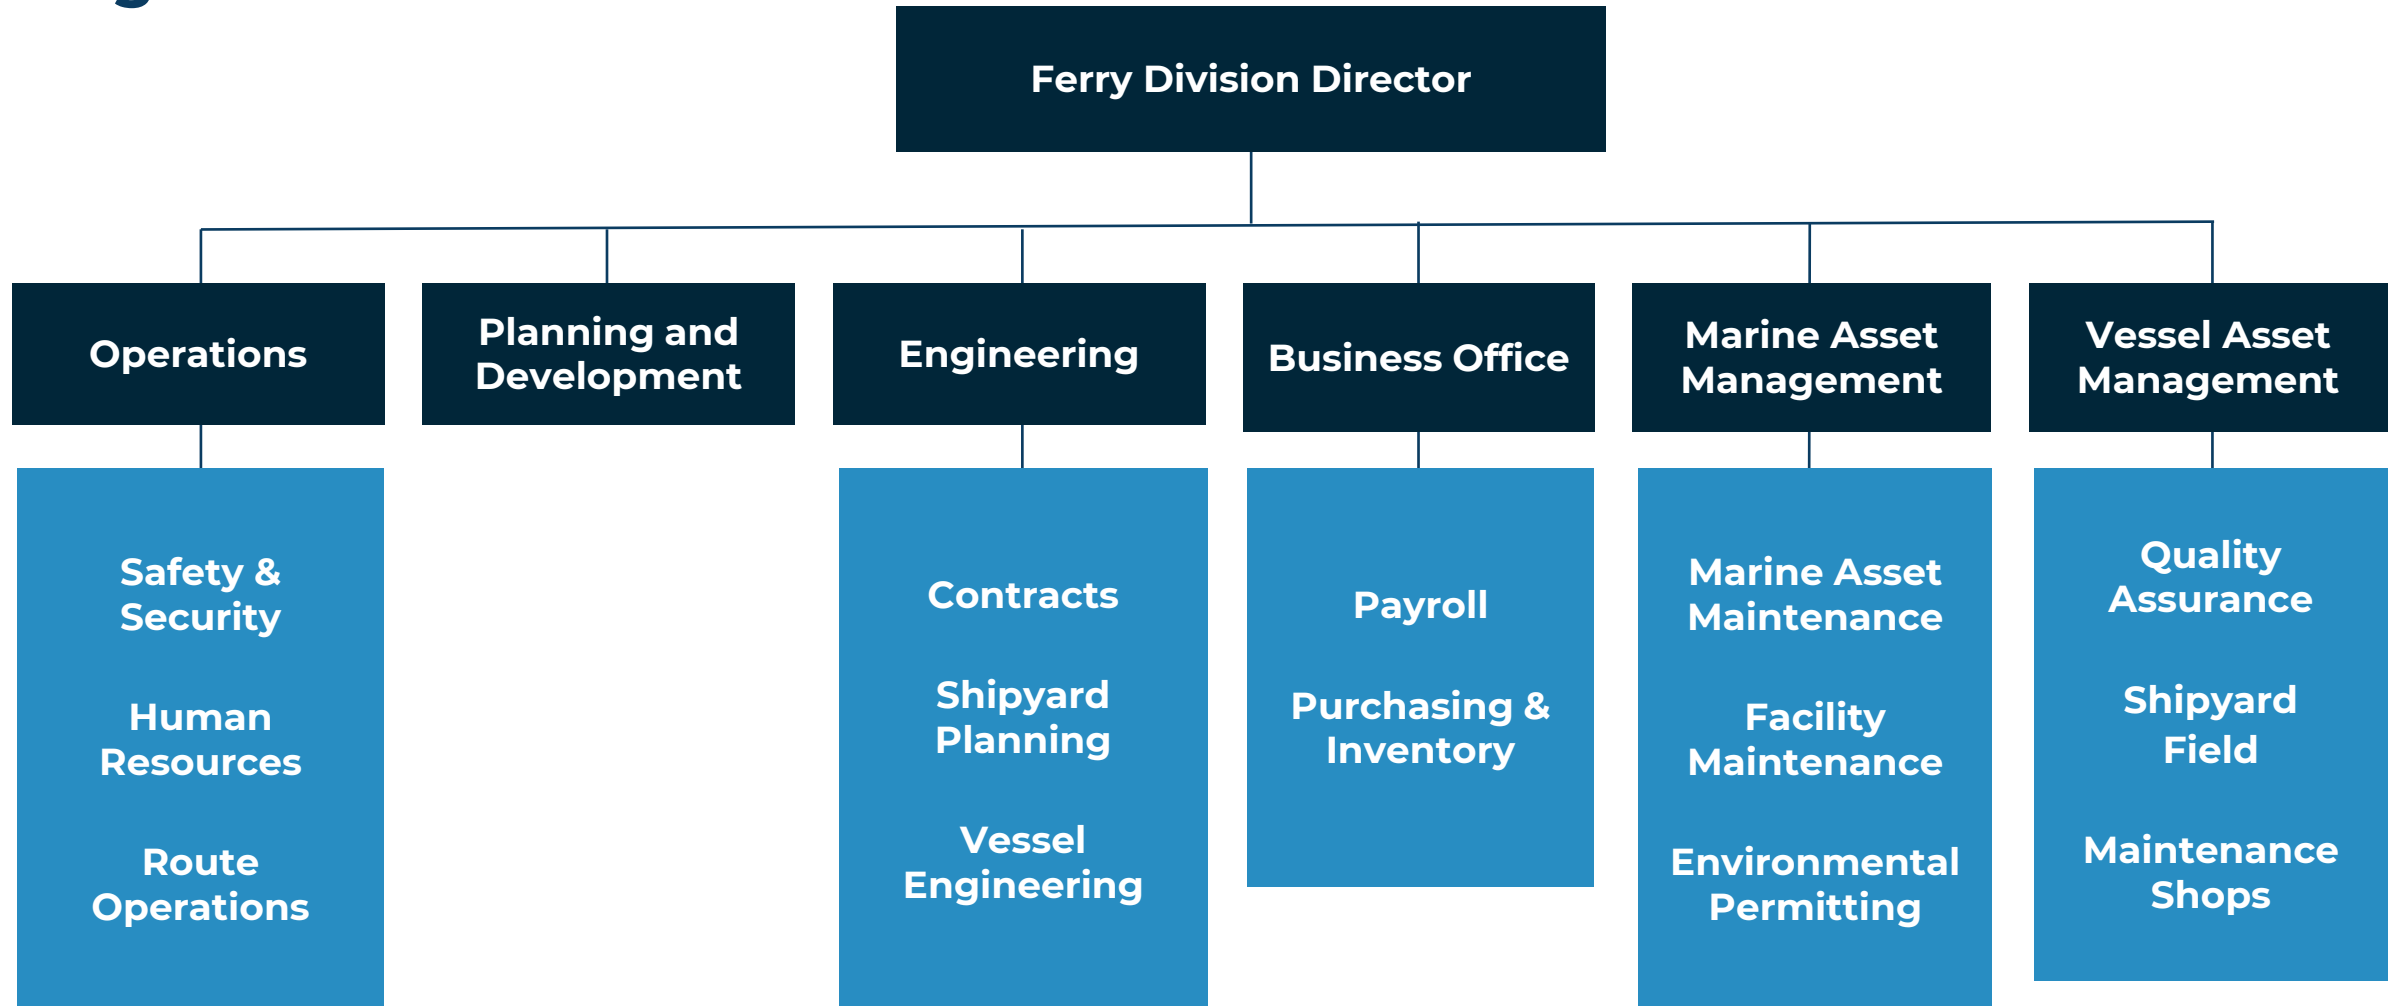 Ferry Division Director
Operations
Planning and
Development
Engineering
Business Office
Marine Asset
Management
Vessel Asset
Management
Safety &
Security
Human
Resources
Route
Operations
Contracts
Shipyard
Planning
Vessel
Engineering
Payroll
Purchasing &
Inventory
Marine Asset
Maintenance
Facility
Maintenance
Environmental
Permitting
Quality
Assurance
Shipyard
Field
Maintenance
Shops